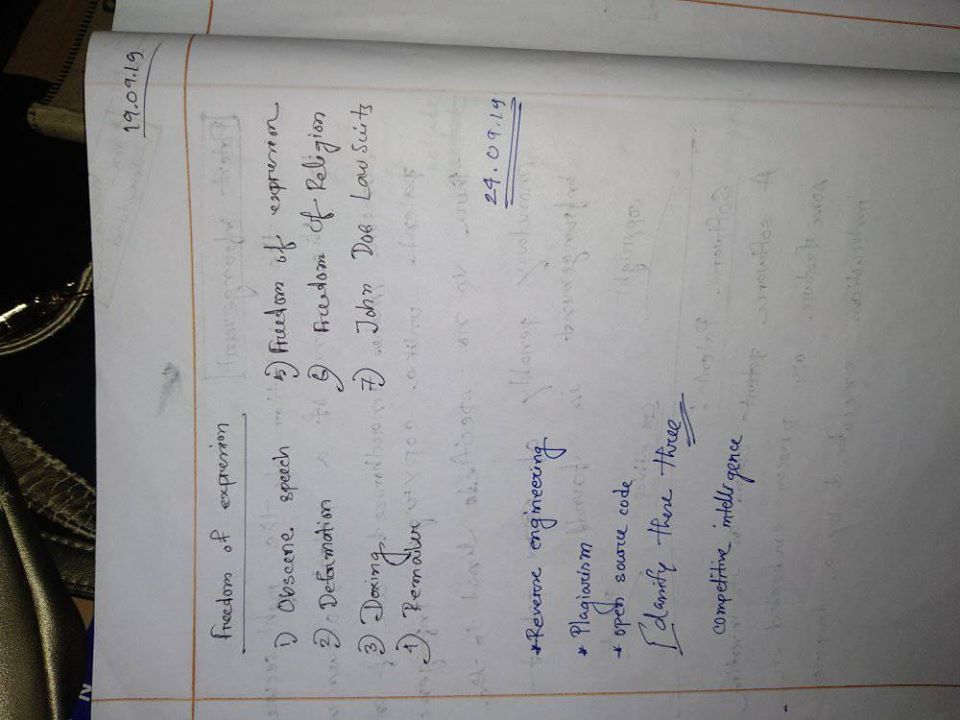 19.09.19
Freedom of expression
1) Obscene speech
2) Defamation
3) Doxing
4) Remailer
5) Freedom of expression
6) Freedom of Religion
7) John Doe Law Suits
24.09.19
* Reverse engineering
* Plagiarism
* open source code
[clarify these three
competitive intelligence